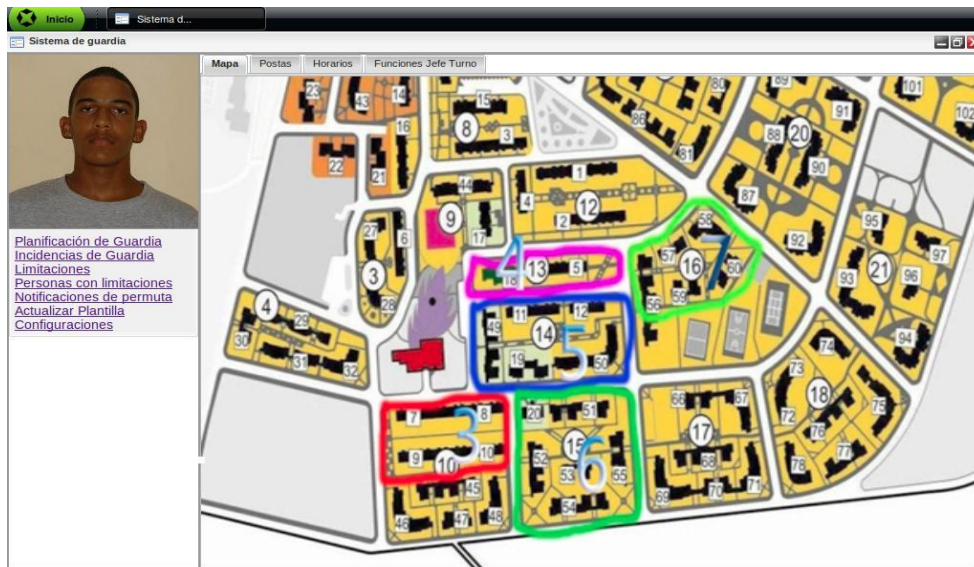 Inicio
Sistema d...
Sistema de guardia
Mapa Postas Horarios Funciones Jefe Turno
Planificación de Guardia
Incidencias de Guardia
Limitaciones
Personas con limitaciones
Notificaciones de permuta
Actualizar Plantilla
Configuraciones
23 43 14 15 8 3 16 22 21
86 80 81 89 91 88 20 90 87 101 102
44 9 17 1 4 12 2
27 6 3 28
4 13 5 18
58 57 16 7 60 59 56
92 95 93 21 96 97 94
4 29 30 31 32
11 12 49 14 5 19 50
7 8 3 9 10 10
20 51 15 52 53 6 55 54
66 67 17 68 69 70 71
74 73 18 75 72 76 77 78
45 46 47 48